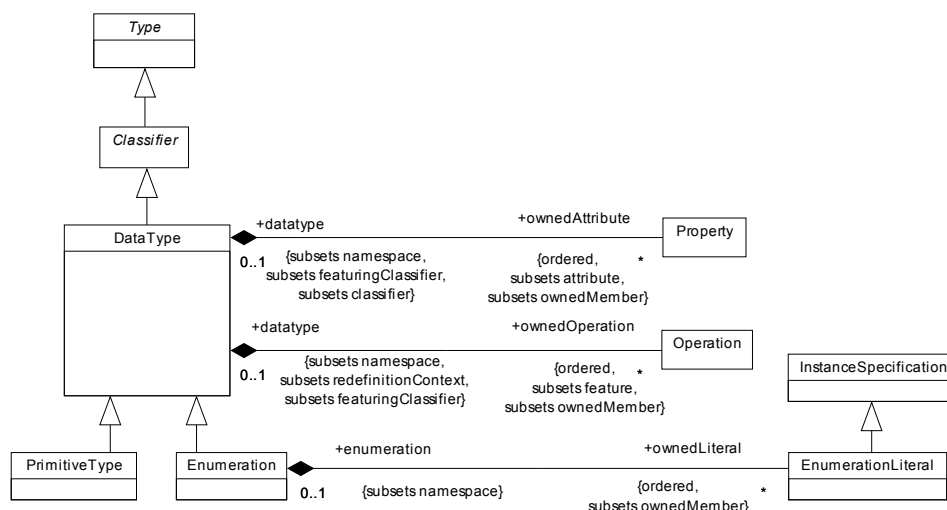 Type
Classifier
DataType
+datatype
+ownedAttribute
Property
0..1
{subsets namespace,
subsets featuringClassifier,
subsets classifier}
{ordered,
subsets attribute,
subsets ownedMember}
*
+datatype
+ownedOperation
Operation
0..1
{subsets namespace,
subsets redefinitionContext,
subsets featuringClassifier}
{ordered,
subsets feature,
subsets ownedMember}
*
InstanceSpecification
PrimitiveType
Enumeration
+enumeration
+ownedLiteral
EnumerationLiteral
0..1
{subsets namespace}
{ordered,
subsets ownedMember}
*